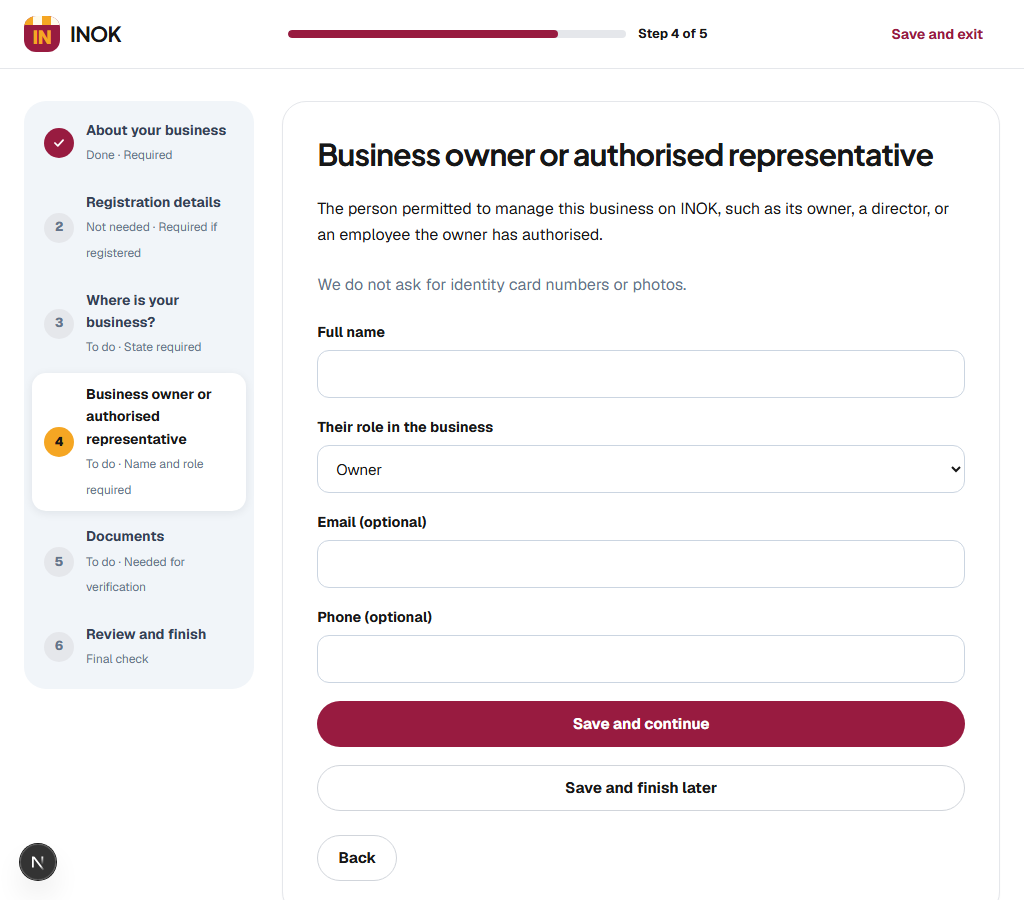 IN INOK
Step 4 of 5
Save and exit
About your business
Done · Required
2
Registration details
Not needed · Required if
registered
3
Where is your
business?
To do · State required
4
Business owner or
authorised
representative
To do · Name and role
required
5
Documents
To do · Needed for
verification
6
Review and finish
Final check
Business owner or authorised representative
The person permitted to manage this business on INOK, such as its owner, a director, or
an employee the owner has authorised.
We do not ask for identity card numbers or photos.
Full name
Their role in the business
Owner
Email (optional)
Phone (optional)
Save and continue
Save and finish later
Back
N